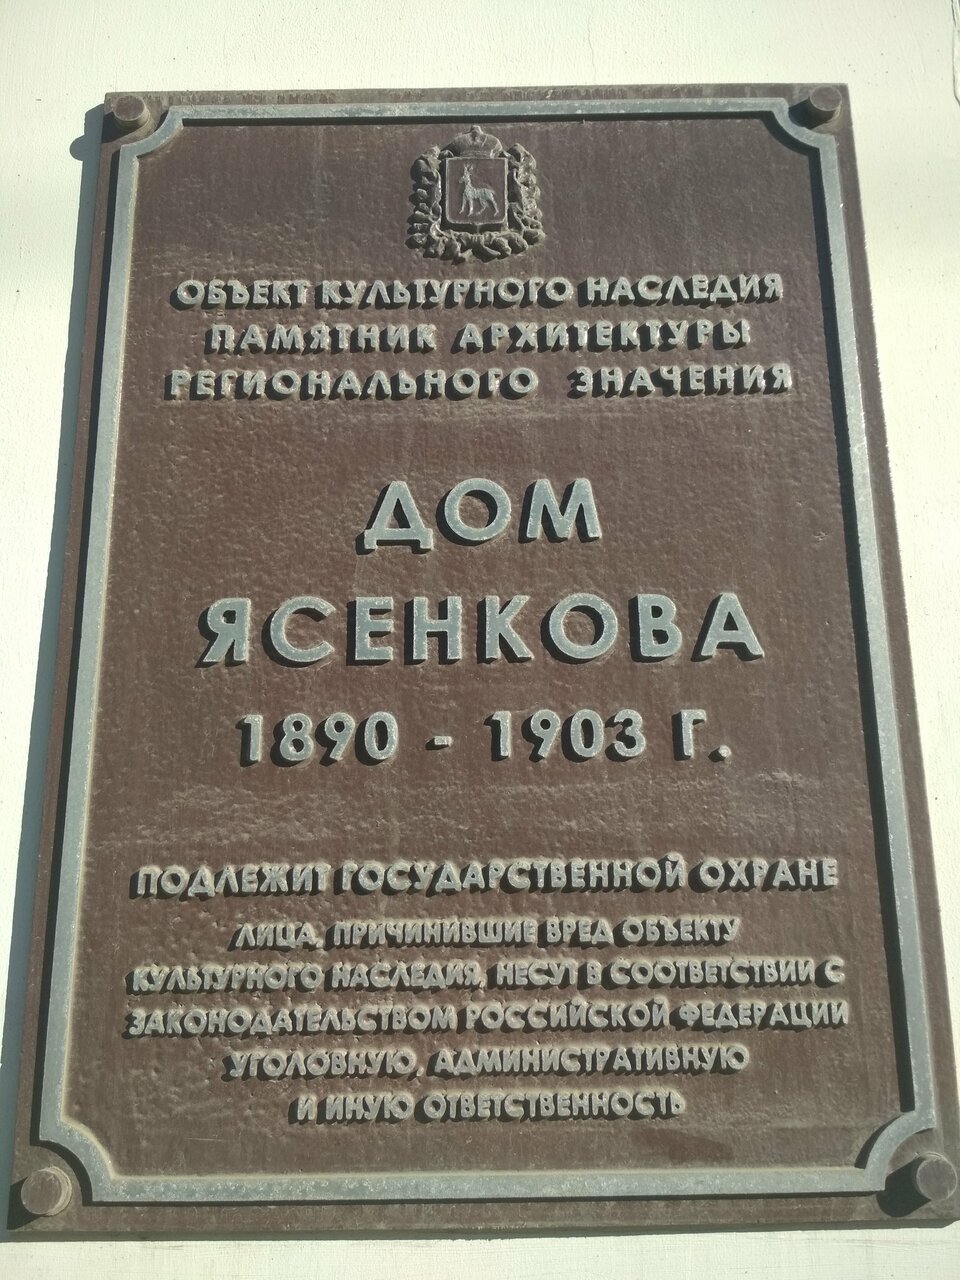 ОБЪЕКТ КУЛЬТУРНОГО НАСЛЕДИЯ
ПАМЯТНИК АРХИТЕКТУРЫ
РЕГИОНАЛЬНОГО ЗНАЧЕНИЯ
ДОМ
ЯСЕНКОВА
1890 - 1903 Г.
ПОДЛЕЖИТ ГОСУДАРСТВЕННОЙ ОХРАНЕ
ЛИЦА, ПРИЧИНИВШИЕ ВРЕД ОБЪЕКТУ
КУЛЬТУРНОГО НАСЛЕДИЯ, НЕСУТ В СООТВЕТСТВИИ С
ЗАКОНОДАТЕЛЬСТВОМ РОССИЙСКОЙ ФЕДЕРАЦИИ
УГОЛОВНУЮ, АДМИНИСТРАТИВНУЮ
И ИНУЮ ОТВЕТСТВЕННОСТЬ